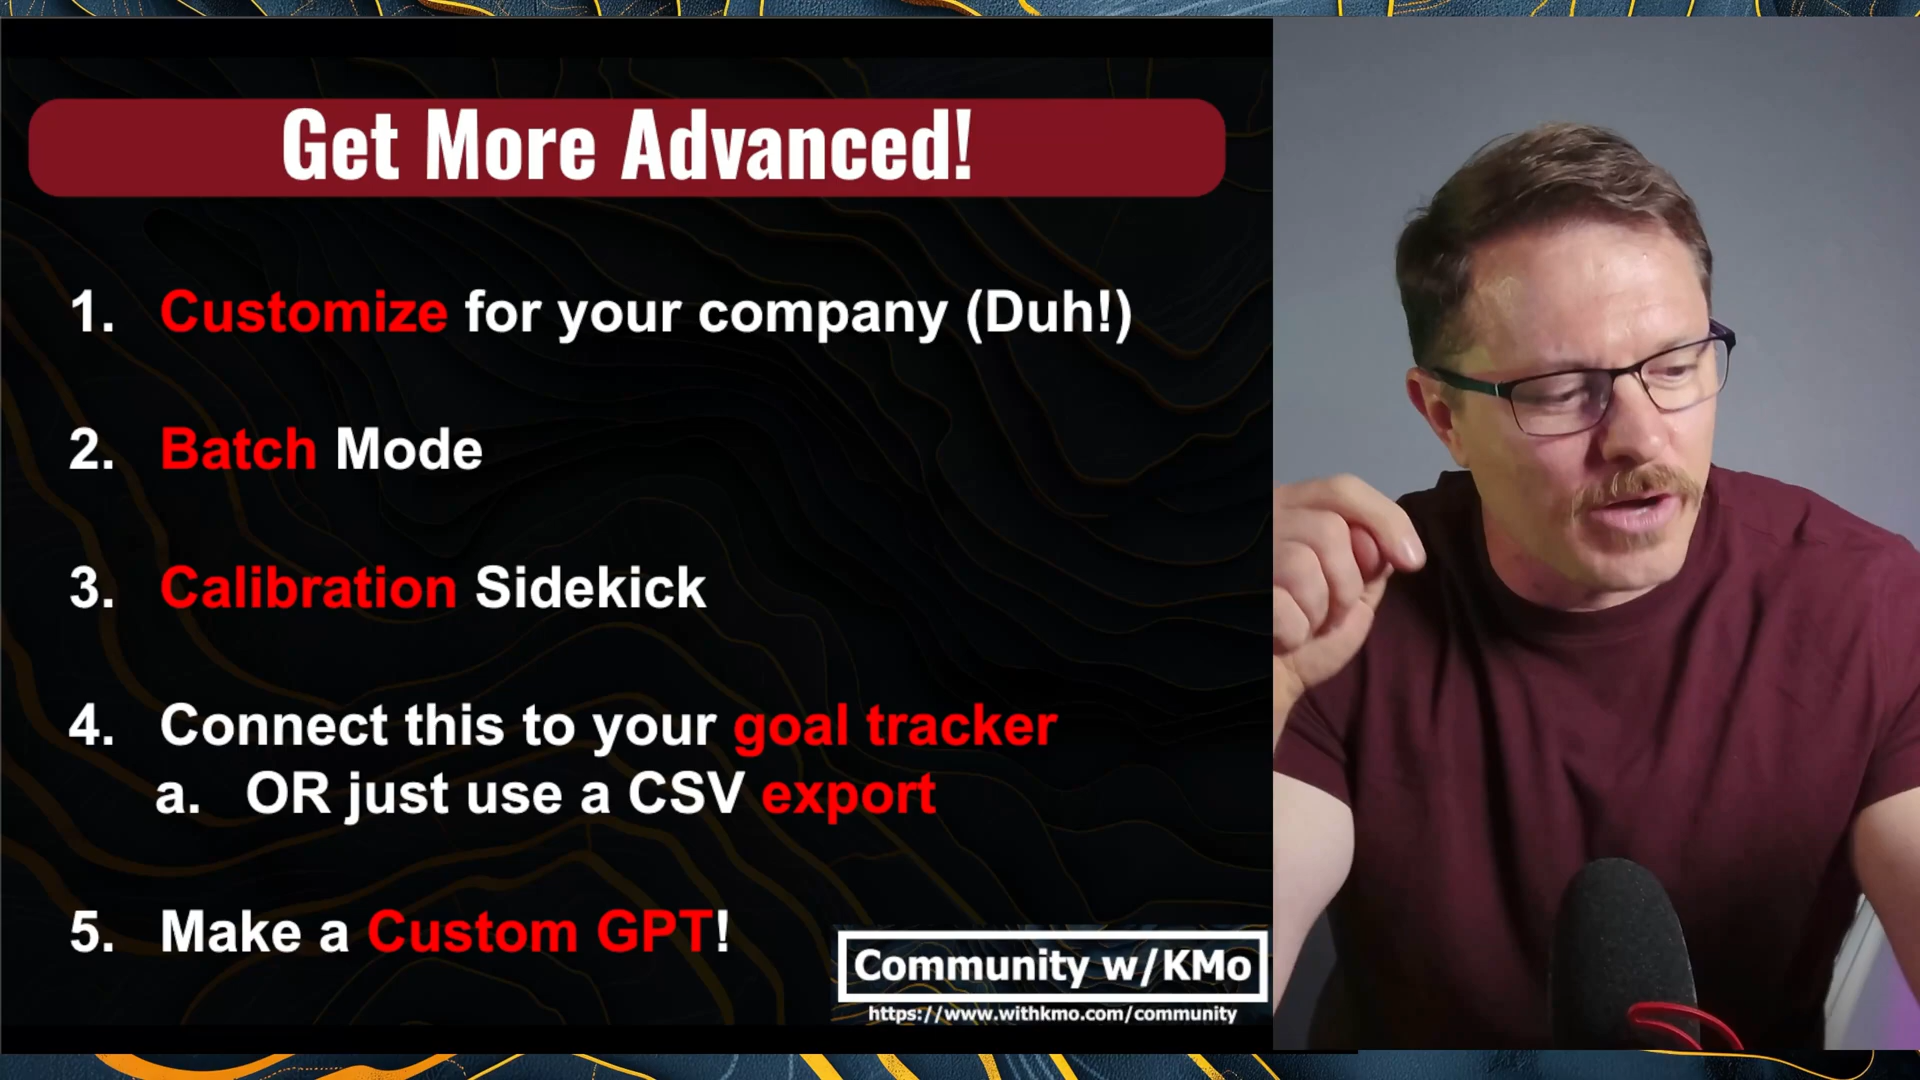 Get More Advanced!
1. Customize for your company (Duh!)
2. Batch Mode
3. Calibration Sidekick
4. Connect this to your goal tracker
a. OR just use a CSV export
5. Make a Custom GPT!
Community w/KMo
https://www.withkmo.com/community